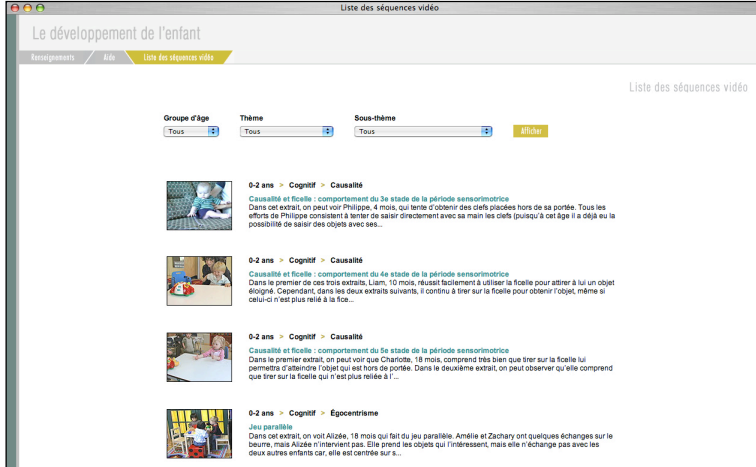 Liste des séquences vidéo
Le développement de l'enfant
Renseignements Aide Liste des séquences vidéo
Liste des séquences vidéo
Groupe d'âge Thème Sous-thème
Tous Tous Tous Afficher
0-2 ans > Cognitif > Causalité
Causalité et ficelle : comportement du 3e stade de la période sensorimotrice
Dans cet extrait, on peut voir Philippe, 4 mois, qui tente d'obtenir des clefs placées hors de sa portée. Tous les
efforts de Philippe consistent à tenter de saisir directement avec sa main les clefs (puisqu'à cet âge il a déjà eu la
possibilité de saisir des objets avec ses...
0-2 ans > Cognitif > Causalité
Causalité et ficelle : comportement du 4e stade de la période sensorimotrice
Dans le premier de ces trois extraits, Liam, 10 mois, réussit facilement à utiliser la ficelle pour attirer à lui un objet
éloigné. Cependant, dans les deux extraits suivants, il continu à tirer sur la ficelle pour obtenir l'objet, même si
celui-ci n'est plus relié à la fice...
0-2 ans > Cognitif > Causalité
Causalité et ficelle : comportement du 5e stade de la période sensorimotrice
Dans le premier extrait, on peut voir que Charlotte, 18 mois, comprend très bien que tirer sur la ficelle lui
permettra d'atteindre l'objet qui est hors de portée. Dans le deuxième extrait, on peut observer qu'elle comprend
que tirer sur la ficelle qui n'est plus reliée à l'...
0-2 ans > Cognitif > Égocentrisme
Jeu parallèle
Dans cet extrait, on voit Alizée, 18 mois qui fait du jeu parallèle. Amélie et Zachary ont quelques échanges sur le
beurre, mais Alizée n'intervient pas. Elle prend les objets qui l'intéressent, mais elle n'échange pas avec les
deux autres enfants car, elle est centrée sur s...